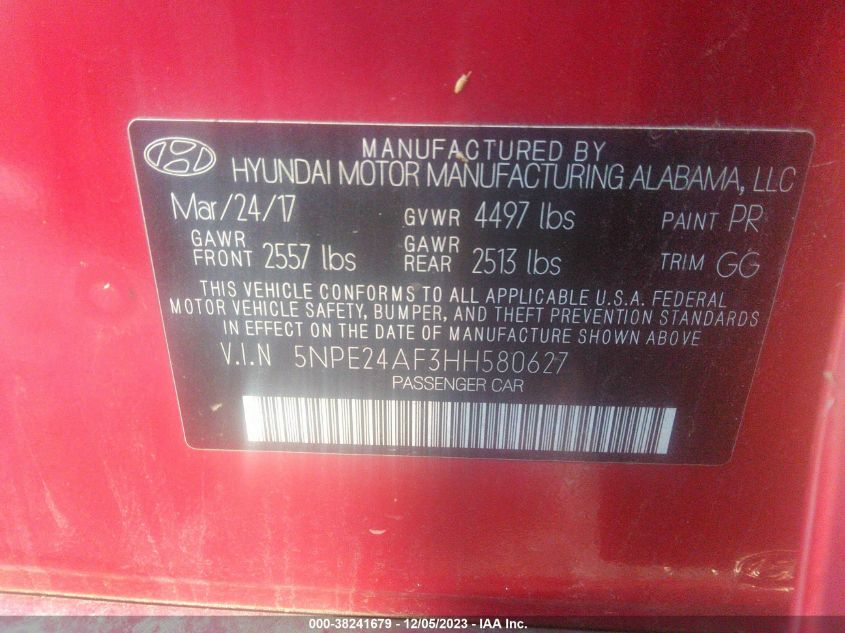 MANUFACTURED BY
HYUNDAI MOTOR MANUFACTURING ALABAMA, LLC
Mar/24/17 GVWR 4497 lbs PAINT PR
GAWR FRONT 2557 lbs GAWR REAR 2513 lbs TRIM GG
THIS VEHICLE CONFORMS TO ALL APPLICABLE U.S.A. FEDERAL
MOTOR VEHICLE SAFETY, BUMPER, AND THEFT PREVENTION STANDARDS
IN EFFECT ON THE DATE OF MANUFACTURE SHOWN ABOVE
V.I.N 5NPE24AF3HH580627
PASSENGER CAR
000-38241679 - 12/05/2023 - IAA Inc.